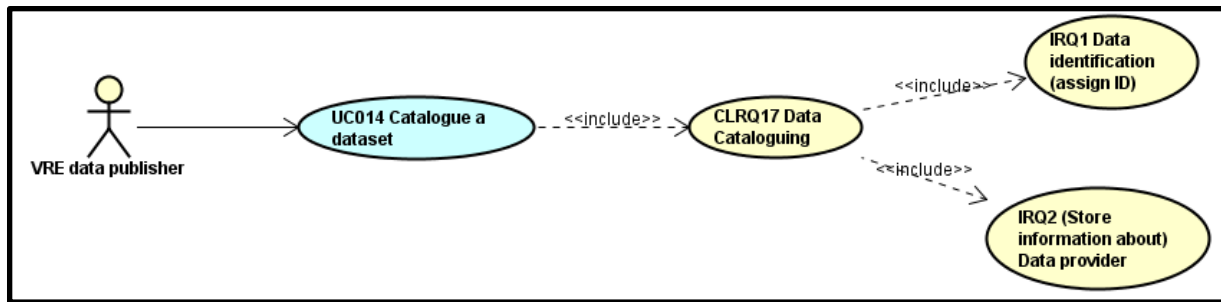 VRE data publisher
UC014 Catalogue a
dataset
<<include>>
CLRQ17 Data
Cataloguing
<<include>>
IRQ1 Data
identification
(assign ID)
<<include>>
IRQ2 (Store
information about)
Data provider